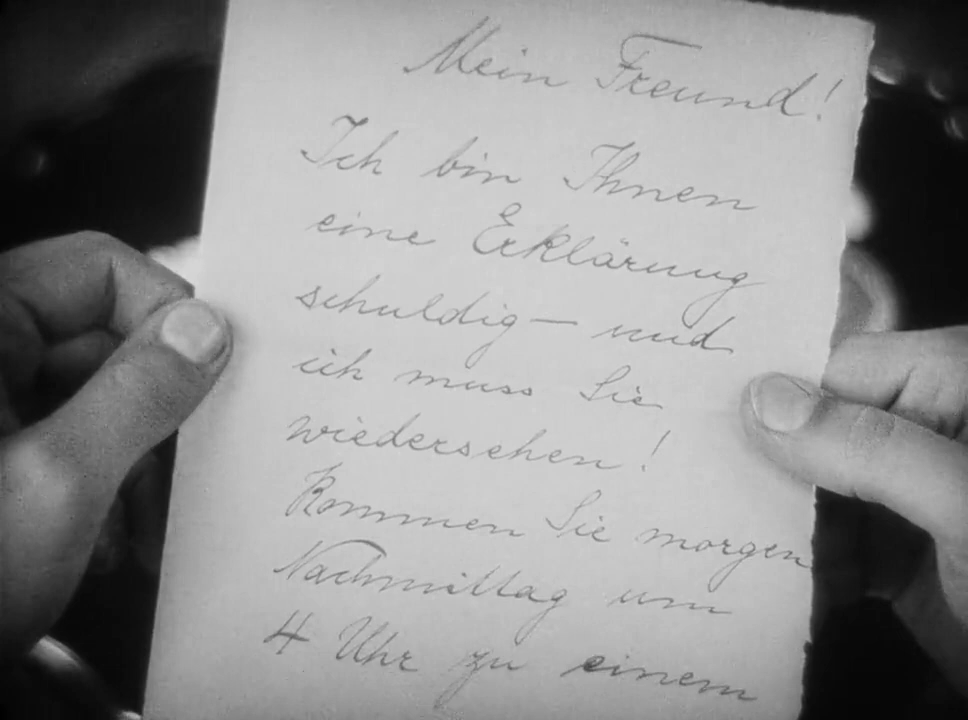 Mein Freund!
Ich bin Ihnen
eine Erklärung
schuldig – und
ich muss Sie
wiedersehen!
Kommen Sie morgen
Nachmittag um
4 Uhr zu einem